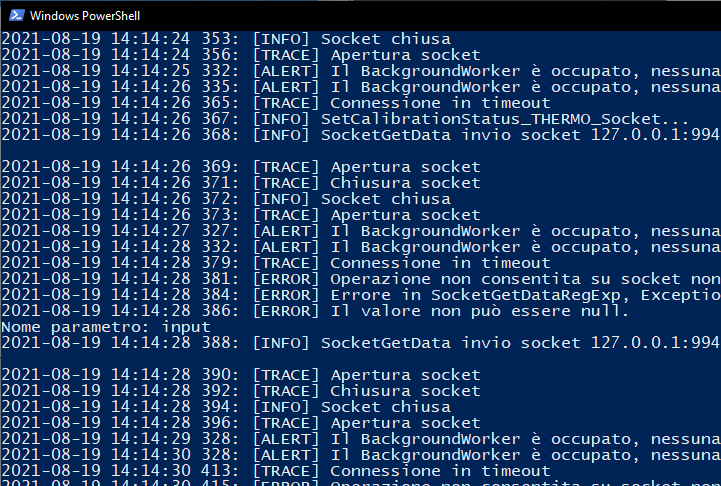 Windows PowerShell
2021-08-19 14:14:24 353: [INFO] Socket chiusa
2021-08-19 14:14:24 356: [TRACE] Apertura socket
2021-08-19 14:14:25 332: [ALERT] Il BackgroundWorker è occupato, nessuna
2021-08-19 14:14:26 335: [ALERT] Il BackgroundWorker è occupato, nessuna
2021-08-19 14:14:26 365: [TRACE] Connessione in timeout
2021-08-19 14:14:26 367: [INFO] SetCalibrationStatus_THERMO_Socket...
2021-08-19 14:14:26 368: [INFO] SocketGetData invio socket 127.0.0.1:994
2021-08-19 14:14:26 369: [TRACE] Apertura socket
2021-08-19 14:14:26 371: [TRACE] Chiusura socket
2021-08-19 14:14:26 372: [INFO] Socket chiusa
2021-08-19 14:14:26 373: [TRACE] Apertura socket
2021-08-19 14:14:27 327: [ALERT] Il BackgroundWorker è occupato, nessuna
2021-08-19 14:14:28 332: [ALERT] Il BackgroundWorker è occupato, nessuna
2021-08-19 14:14:28 379: [TRACE] Connessione in timeout
2021-08-19 14:14:28 381: [ERROR] Operazione non consentita su socket non
2021-08-19 14:14:28 384: [ERROR] Errore in SocketGetDataRegExp, Exceptio
2021-08-19 14:14:28 386: [ERROR] Il valore non può essere null.
Nome parametro: input
2021-08-19 14:14:28 388: [INFO] SocketGetData invio socket 127.0.0.1:994
2021-08-19 14:14:28 390: [TRACE] Apertura socket
2021-08-19 14:14:28 392: [TRACE] Chiusura socket
2021-08-19 14:14:28 394: [INFO] Socket chiusa
2021-08-19 14:14:28 396: [TRACE] Apertura socket
2021-08-19 14:14:29 328: [ALERT] Il BackgroundWorker è occupato, nessuna
2021-08-19 14:14:30 328: [ALERT] Il BackgroundWorker è occupato, nessuna
2021-08-19 14:14:30 413: [TRACE] Connessione in timeout
2021-08-19 14:14:30 415: [ERROR] Operazione non consentita su socket non